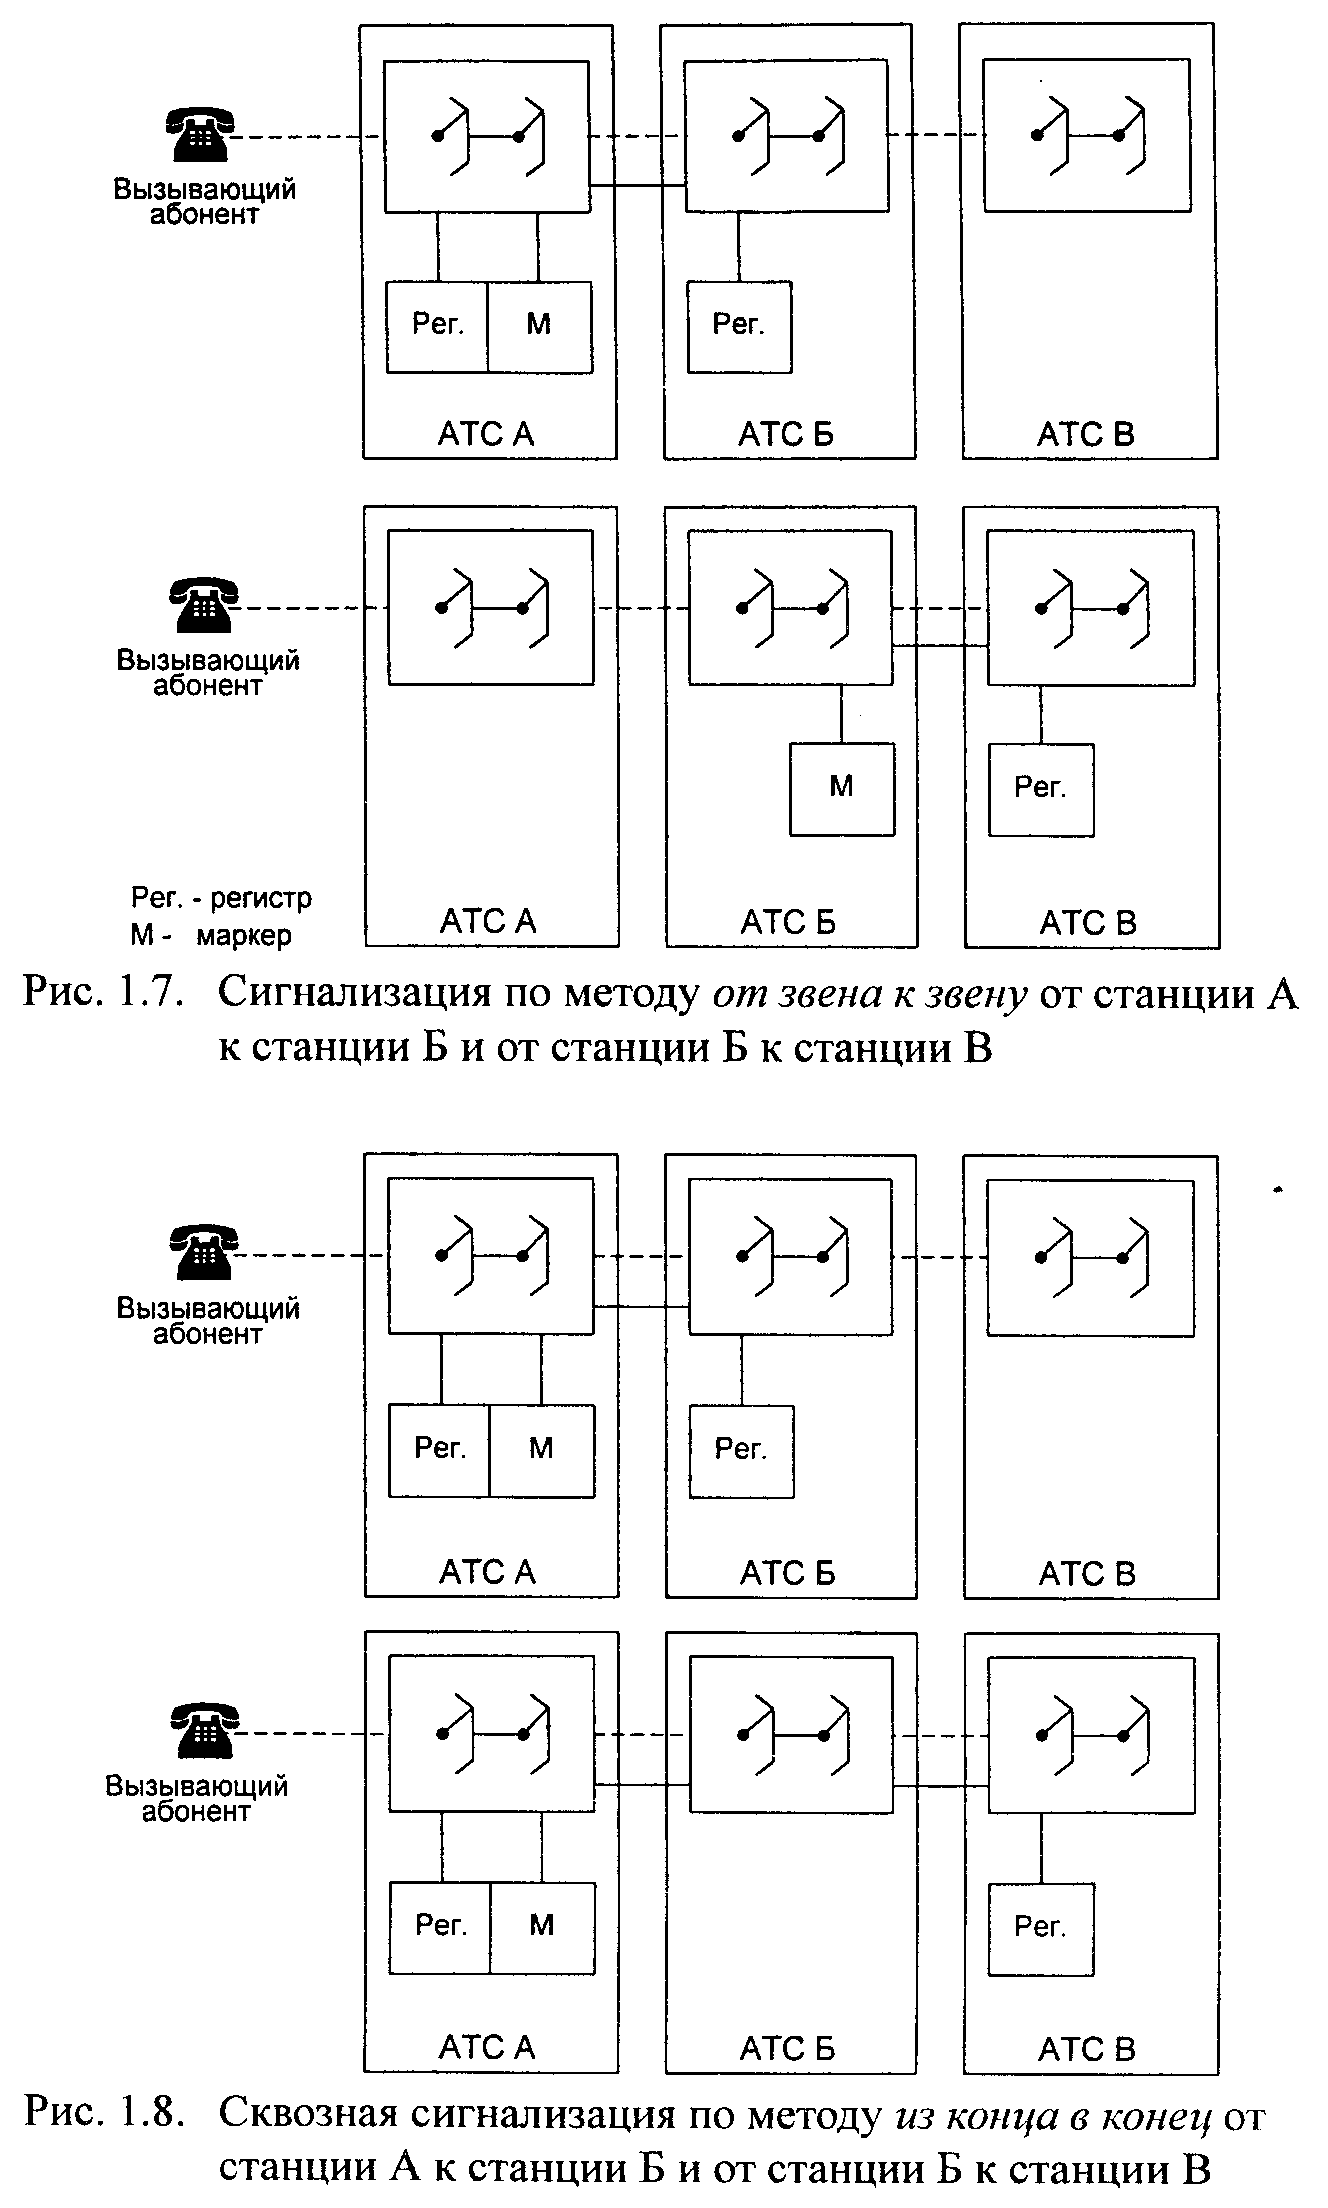 Вызывающий
абонент
Рег.
М
Рег.
АТС А
АТС Б
АТС В
Вызывающий
абонент
М
Рег.
Рег. - регистр
М - маркер
АТС А
АТС Б
АТС В
Рис. 1.7. Сигнализация по методу от звена к звену от станции А
к станции Б и от станции Б к станции В
Вызывающий
абонент
Рег.
М
Рег.
АТС А
АТС Б
АТС В
Вызывающий
абонент
Рег.
М
Рег.
АТС А
АТС Б
АТС В
Рис. 1.8. Сквозная сигнализация по методу из конца в конец от
станции А к станции Б и от станции Б к станции В